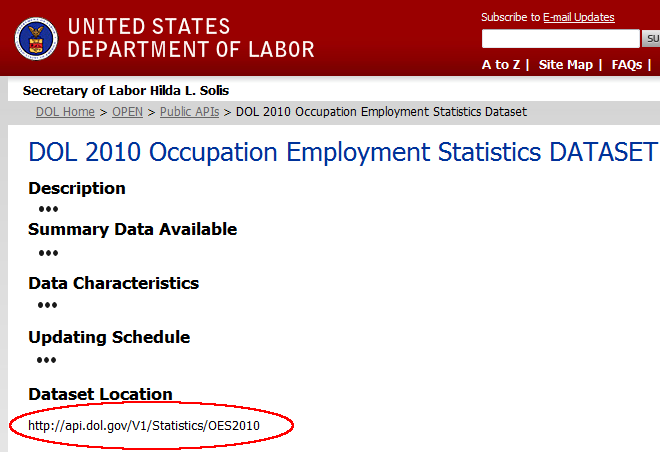 UNITED STATES
DEPARTMENT OF LABOR
Subscribe to E-mail Updates
SU
A to Z | Site Map | FAQs |
Secretary of Labor Hilda L. Solis
DOL Home > OPEN > Public APIs > DOL 2010 Occupation Employment Statistics Dataset
DOL 2010 Occupation Employment Statistics DATASET
Description
•••
Summary Data Available
•••
Data Characteristics
•••
Updating Schedule
•••
Dataset Location
http://api.dol.gov/V1/Statistics/OES2010